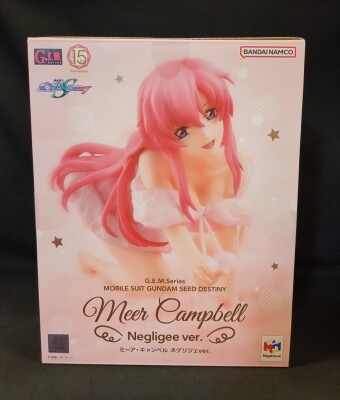 G.E.M.
Series
15
BANDAI NAMCO
G.E.M.Series
MOBILE SUIT GUNDAM SEED DESTINY
Meer Campbell
Negligee ver.
ミーア・キャンベル ネグリジェver.
MegaHouse